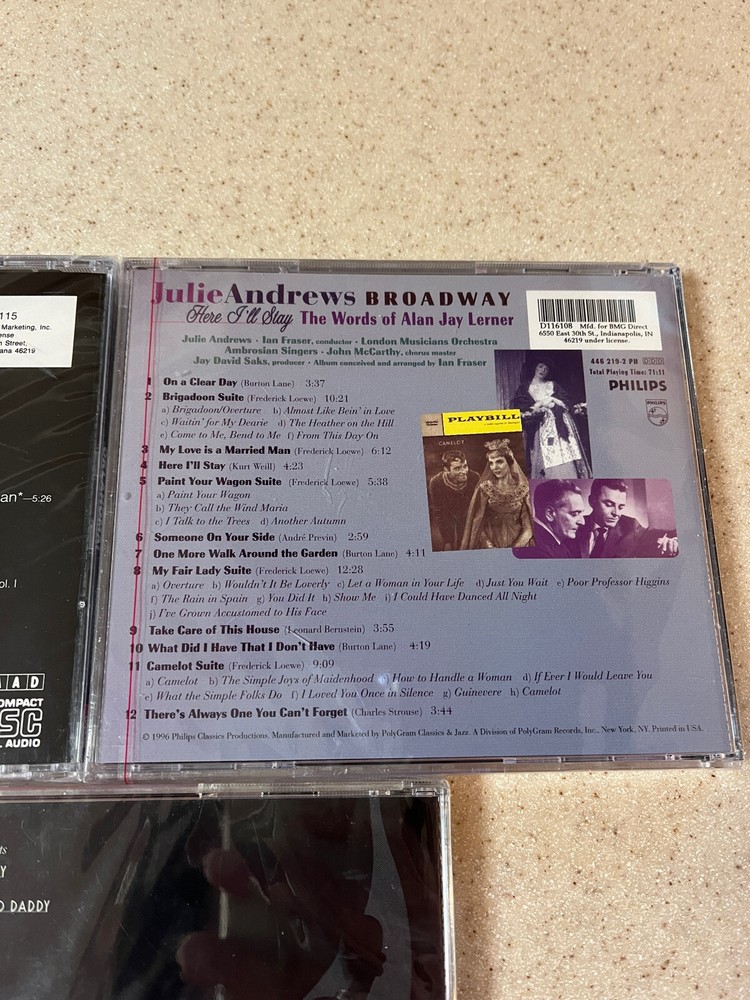 115
Marketing, Inc.
ense
n Street,
ana 46219
an*—5:26
ol. I
AAD
OMPACT
ISC
L AUDIO
JulieAndrews BROADWAY
Here I'll Stay The Words of Alan Jay Lerner
Julie Andrews · Ian Fraser, conductor · London Musicians Orchestra
Ambrosian Singers · John McCarthy, chorus master
Jay David Saks, producer · Album conceived and arranged by Ian Fraser
D116108 Mfd. for BMG Direct
6550 East 30th St., Indianapolis, IN
46219 under license.
446 219-2 PH DDD
Total Playing Time: 71:51
PHILIPS
PHILIPS
PLAYBILL
CAMELOT
1 On a Clear Day (Burton Lane) 3:37
2 Brigadoon Suite (Frederick Loewe) 10:21
a) Brigadoon/Overture b) Almost Like Bein' in Love
c) Waitin' for My Dearie d) The Heather on the Hill
e) Come to Me, Bend to Me f) From This Day On
3 My Love is a Married Man (Frederick Loewe) 6:12
4 Here I'll Stay (Kurt Weill) 4:23
5 Paint Your Wagon Suite (Frederick Loewe) 5:38
a) Paint Your Wagon
b) They Call the Wind Maria
c) I Talk to the Trees d) Another Autumn
6 Someone On Your Side (André Previn) 2:59
7 One More Walk Around the Garden (Burton Lane) 4:11
8 My Fair Lady Suite (Frederick Loewe) 12:28
a) Overture b) Wouldn't It Be Loverly c) Let a Woman in Your Life d) Just You Wait e) Poor Professor Higgins
f) The Rain in Spain g) You Did It h) Show Me i) I Could Have Danced All Night
j) I've Grown Accustomed to His Face
9 Take Care of This House (Leonard Bernstein) 3:55
10 What Did I Have That I Don't Have (Burton Lane) 4:19
11 Camelot Suite (Frederick Loewe) 9:09
a) Camelot b) The Simple Joys of Maidenhood c) How to Handle a Woman d) If Ever I Would Leave You
e) What the Simple Folks Do f) I Loved You Once in Silence g) Guinevere h) Camelot
12 There's Always One You Can't Forget (Charles Strouse) 3:44
© 1996 Philips Classics Productions. Manufactured and Marketed by PolyGram Classics & Jazz. A Division of PolyGram Records, Inc., New York, NY. Printed in USA.
ts
Y
O DADDY